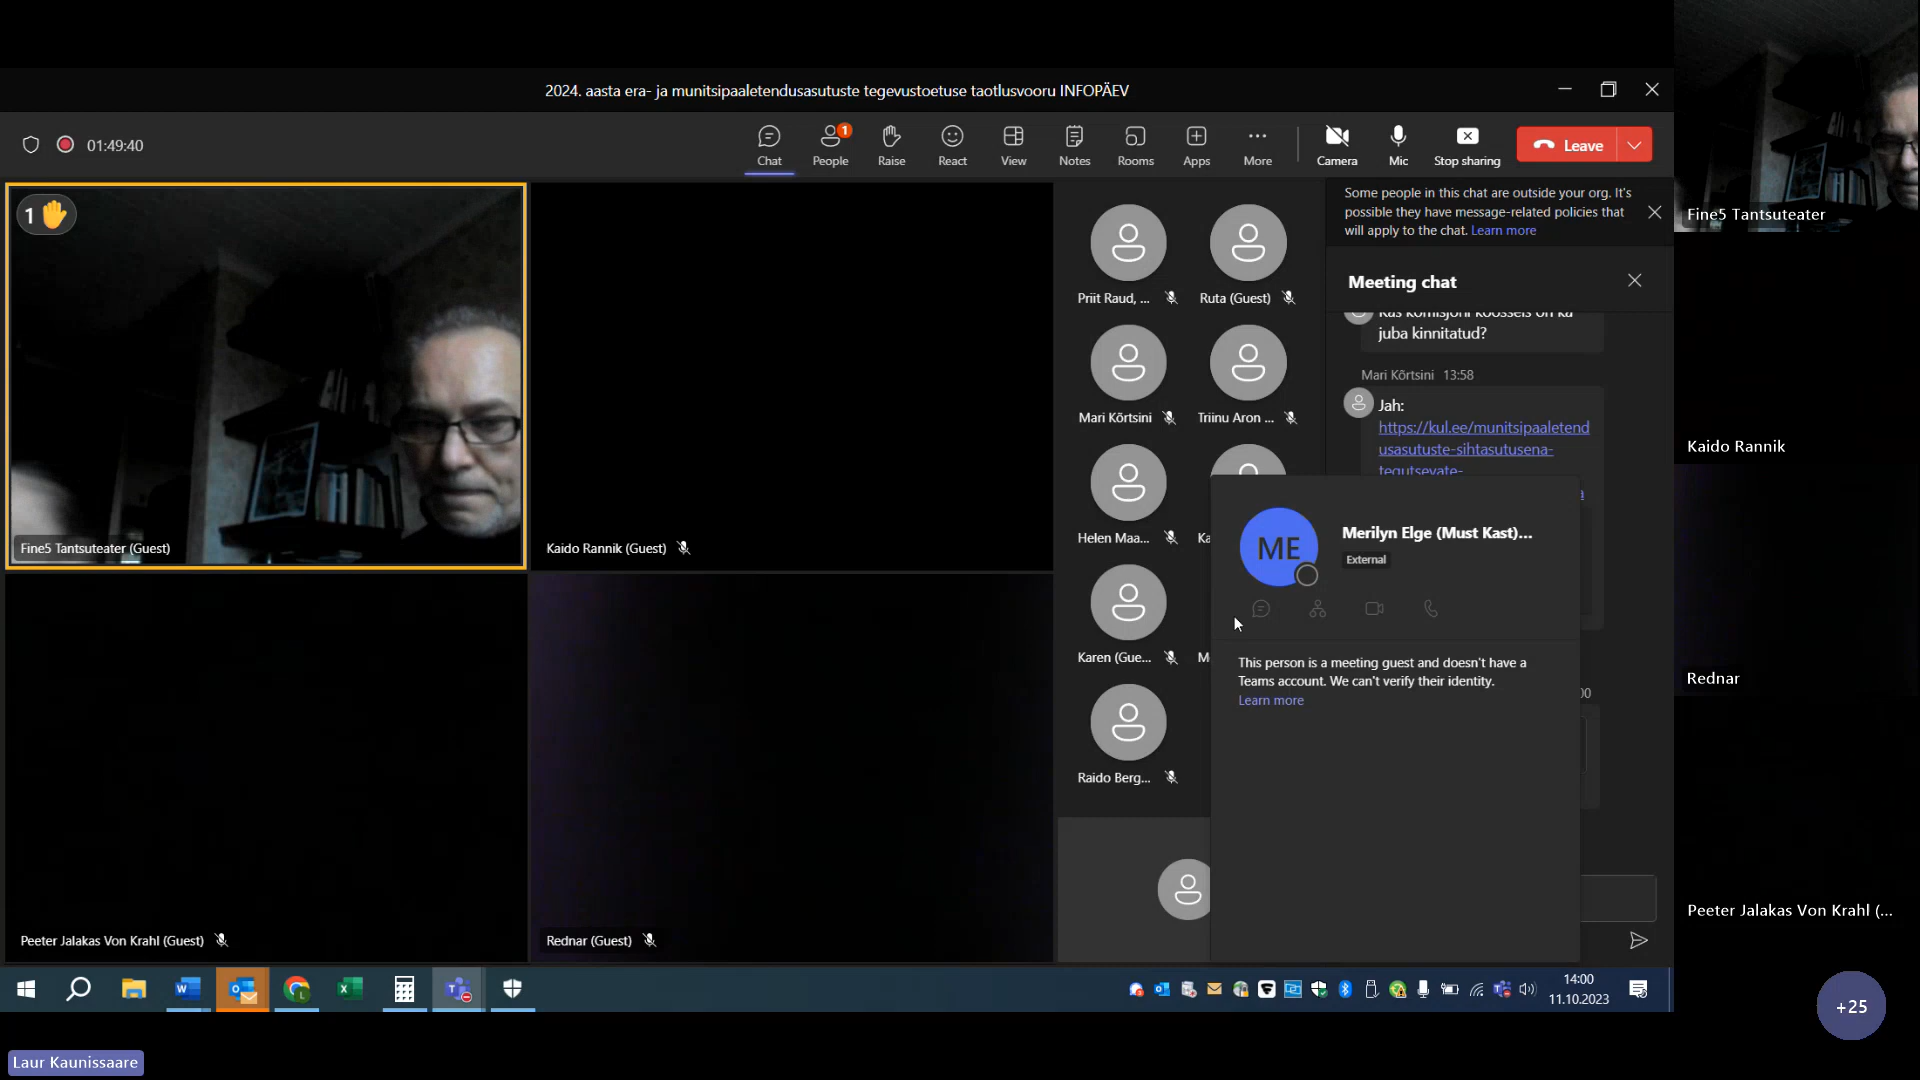 2024. aasta era- ja munitsipaaletendusasutuste tegevustoetuse taotlusvooru INFOPÄEV
01:49:40
Chat
People
1
Raise
React
View
Notes
Rooms
Apps
More
Camera
Mic
Stop sharing
Leave
1
Fine5 Tantsuteater (Guest)
Kaido Rannik (Guest)
Peeter Jalakas Von Krahl (Guest)
Rednar (Guest)
Priit Raud, ...
Ruta (Guest)
Mari Kõrtsini
Triinu Aron ...
Helen Maa...
Ka
Karen (Gue...
Raido Berg...
Some people in this chat are outside your org. It's
possible they have message-related policies that
will apply to the chat. Learn more
Meeting chat
juba kinnitatud?
Mari Kõrtsini 13:58
Jah:
https://kul.ee/munitsipaaletend
usasutuste-sihtasutusena-
tegutsevate-
ME
Merilyn Elge (Must Kast)...
External
This person is a meeting guest and doesn't have a
Teams account. We can't verify their identity.
Learn more
14:00
11.10.2023
Fine5 Tantsuteater
Kaido Rannik
Rednar
Peeter Jalakas Von Krahl (...
+25
Laur Kaunissaare